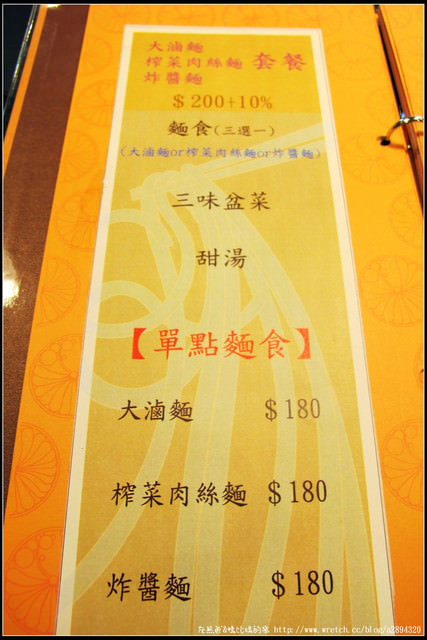 大滷麵
榨菜肉絲麵 套餐
炸醬麵
$200+10%
麵食(三選一)
(大滷麵or榨菜肉絲麵or炸醬麵)
三味盆菜
甜湯
【單點麵食】
大滷麵 $180
榨菜肉絲麵 $180
炸醬麵 $180
http://www.wretch.cc/blog/a2894320